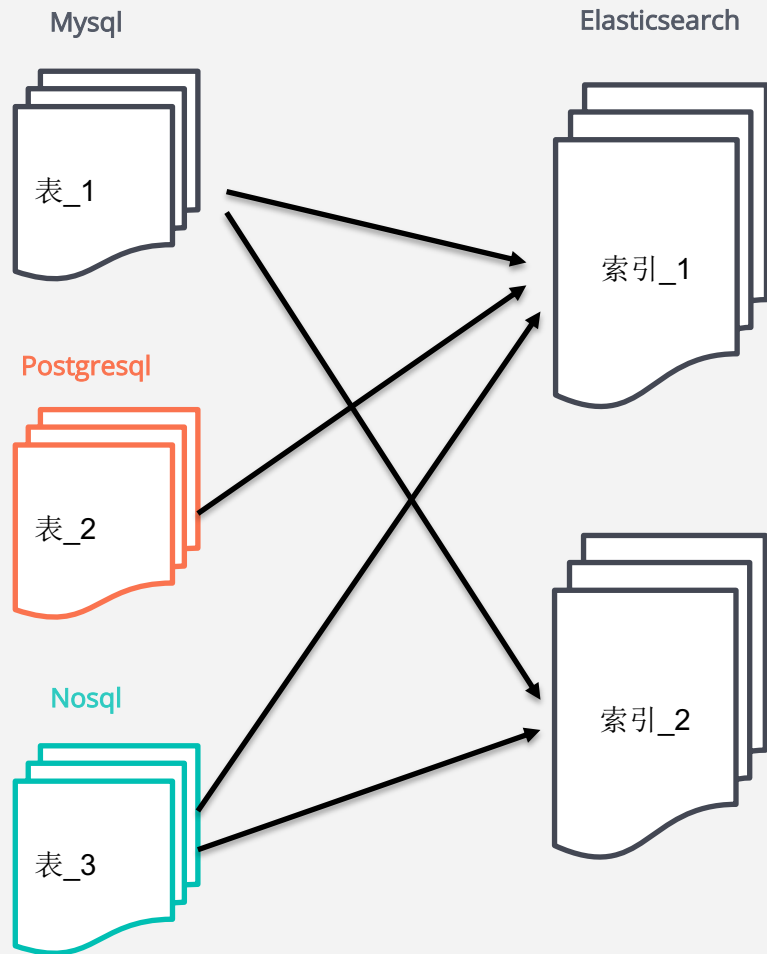 Mysql
Elasticsearch
表_1
索引_1
Postgresql
表_2
Nosql
索引_2
表_3